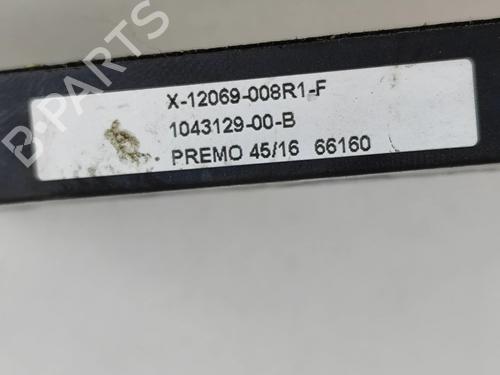 B-PARTS
X-12069-008R1-F
1043129-00-B
PREMO 45/16 66160